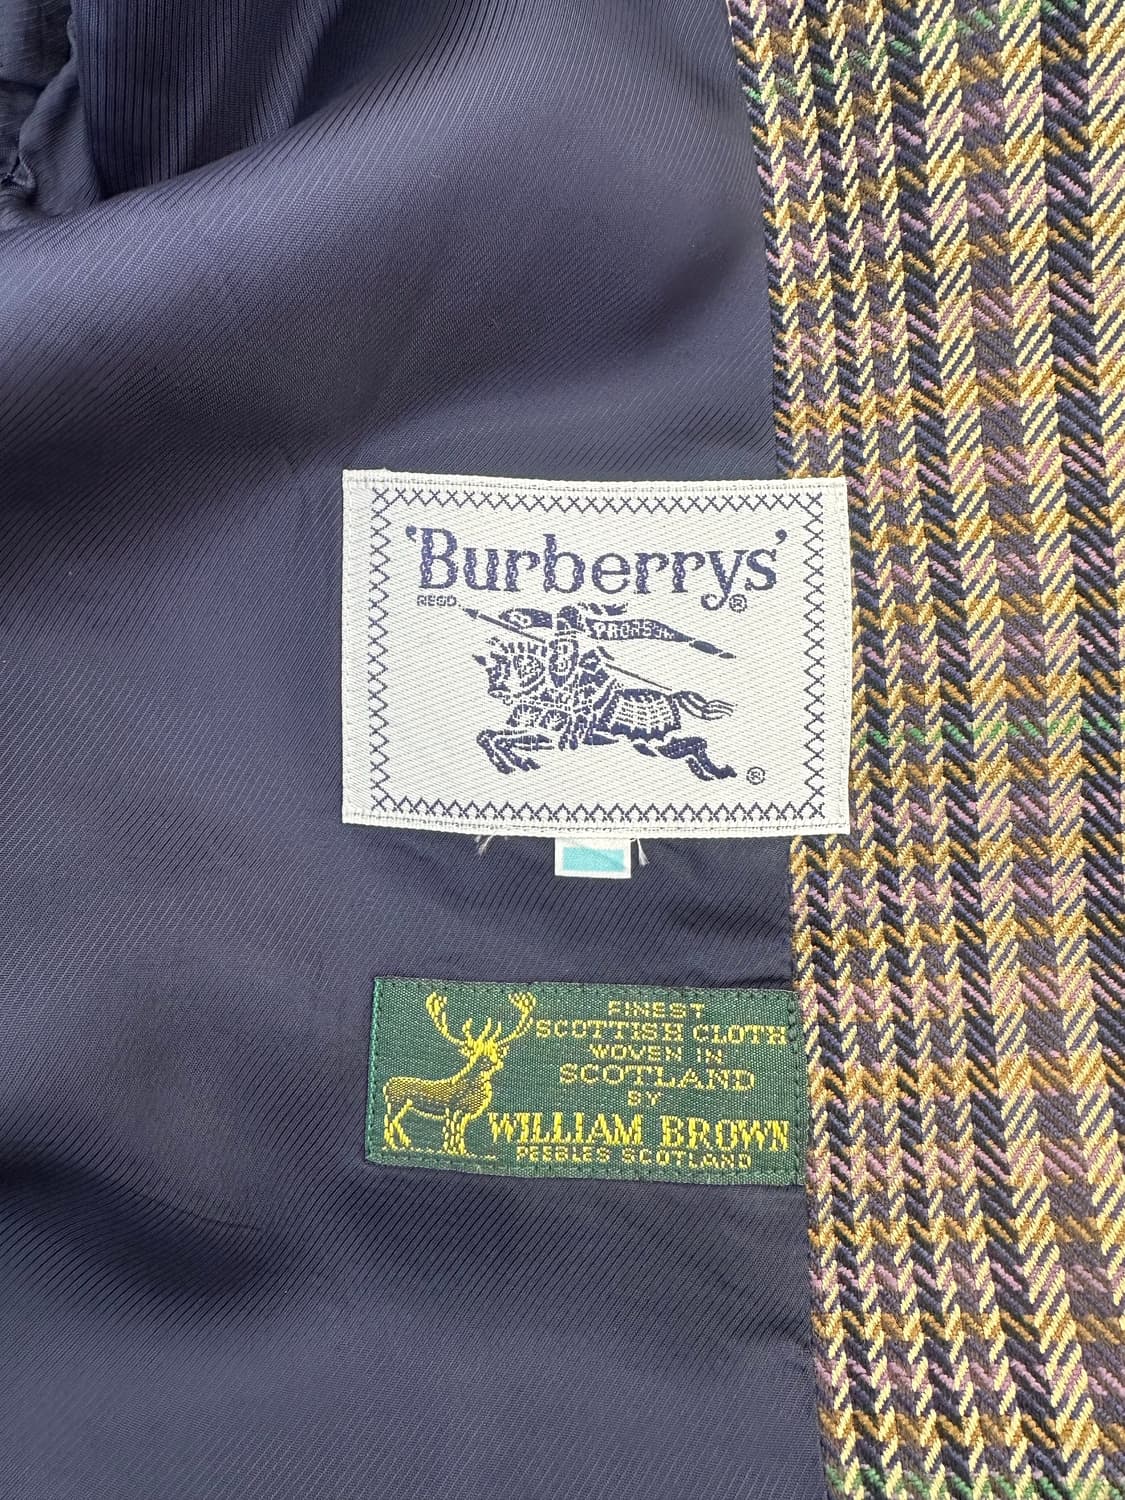 'Burberrys'
REGD. ®
PRORSUM
®
FINEST
SCOTTISH CLOTH
WOVEN IN
SCOTLAND
BY
WILLIAM BROWN
PEEBLES SCOTLAND